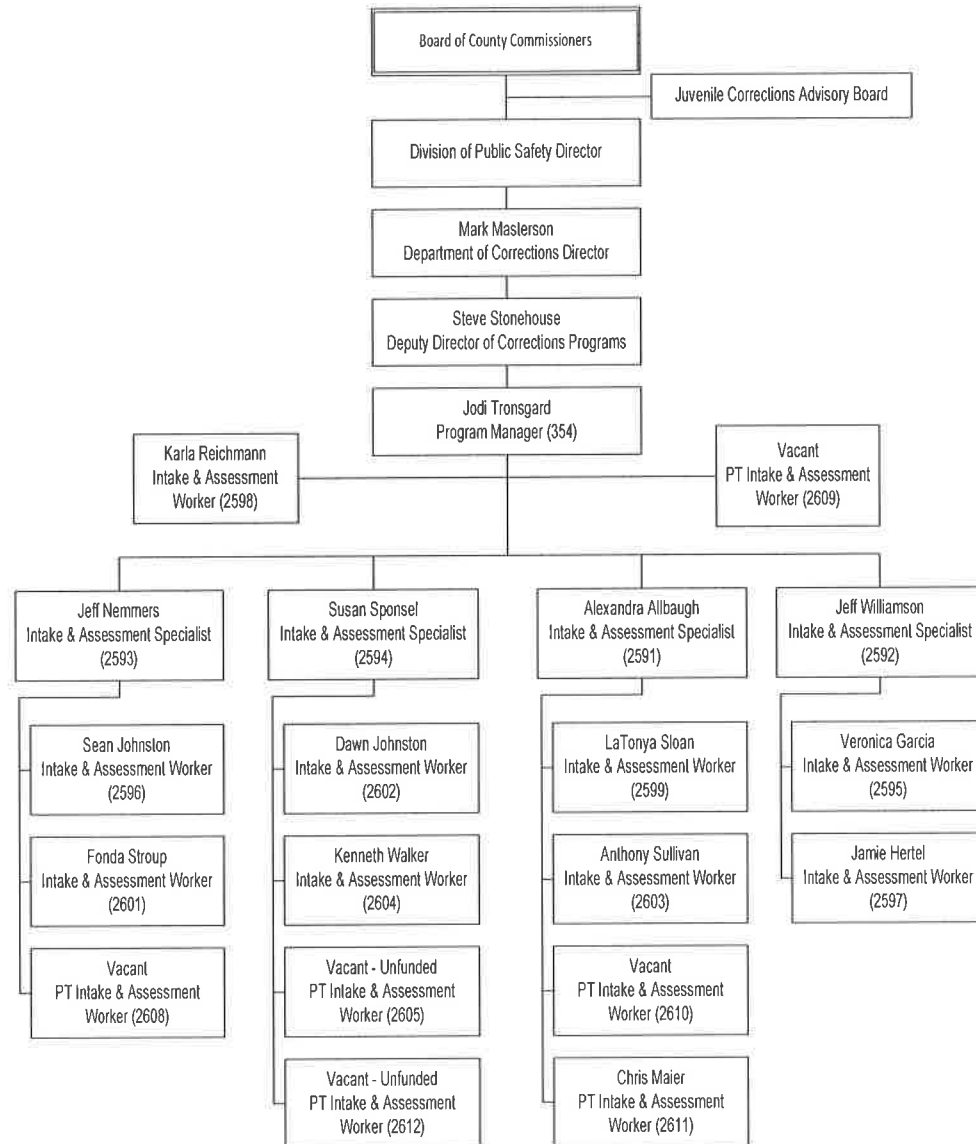 Board of County Commissioners
Juvenile Corrections Advisory Board
Division of Public Safety Director
Mark Masterson
Department of Corrections Director
Steve Stonehouse
Deputy Director of Corrections Programs
Jodi Tronsgard
Program Manager (354)
Karla Reichmann
Intake & Assessment
Worker (2598)
Vacant
PT Intake & Assessment
Worker (2609)
Jeff Nemmers
Intake & Assessment Specialist
(2593)
Susan Sponsel
Intake & Assessment Specialist
(2594)
Alexandra Allbaugh
Intake & Assessment Specialist
(2591)
Jeff Williamson
Intake & Assessment Specialist
(2592)
Sean Johnston
Intake & Assessment Worker
(2596)
Fonda Stroup
Intake & Assessment Worker
(2601)
Vacant
PT Intake & Assessment
Worker (2608)
Dawn Johnston
Intake & Assessment Worker
(2602)
Kenneth Walker
Intake & Assessment Worker
(2604)
Vacant - Unfunded
PT Intake & Assessment
Worker (2605)
Vacant - Unfunded
PT Intake & Assessment
Worker (2612)
LaTonya Sloan
Intake & Assessment Worker
(2599)
Anthony Sullivan
Intake & Assessment Worker
(2603)
Vacant
PT Intake & Assessment
Worker (2610)
Chris Maier
PT Intake & Assessment
Worker (2611)
Veronica Garcia
Intake & Assessment Worker
(2595)
Jamie Hertel
Intake & Assessment Worker
(2597)